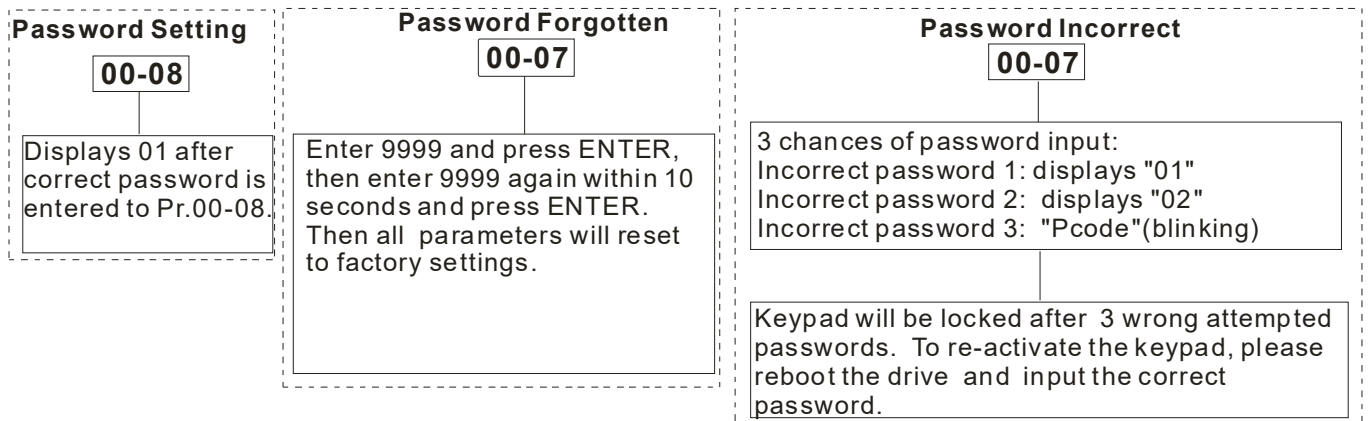 Password Setting
00-08
Displays 01 after
correct password is
entered to Pr.00-08.
Password Forgotten
00-07
Enter 9999 and press ENTER,
then enter 9999 again within 10
seconds and press ENTER.
Then all parameters will reset
to factory settings.
Password Incorrect
00-07
3 chances of password input:
Incorrect password 1: displays "01"
Incorrect password 2: displays "02"
Incorrect password 3: "Pcode"(blinking)
Keypad will be locked after 3 wrong attempted
passwords. To re-activate the keypad, please
reboot the drive and input the correct
password.